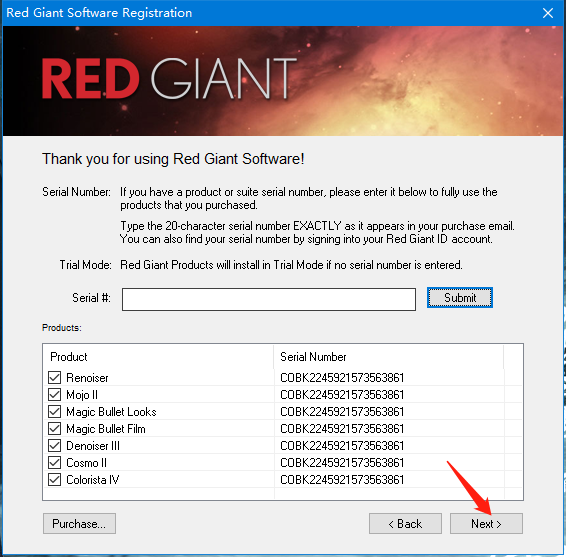 Red Giant Software Registration
RED GIANT
Thank you for using Red Giant Software!
Serial Number: If you have a product or suite serial number, please enter it below to fully use the
products that you purchased.
Type the 20-character serial number EXACTLY as it appears in your purchase email.
You can also find your serial number by signing into your Red Giant ID account.
Trial Mode: Red Giant Products will install in Trial Mode if no serial number is entered.
Serial #: Submit
Products:
Product Serial Number
Renoiser COBK2245921573563861
Mojo II COBK2245921573563861
Magic Bullet Looks COBK2245921573563861
Magic Bullet Film COBK2245921573563861
Denoiser III COBK2245921573563861
Cosmo II COBK2245921573563861
Colorista IV COBK2245921573563861
Purchase... < Back Next >